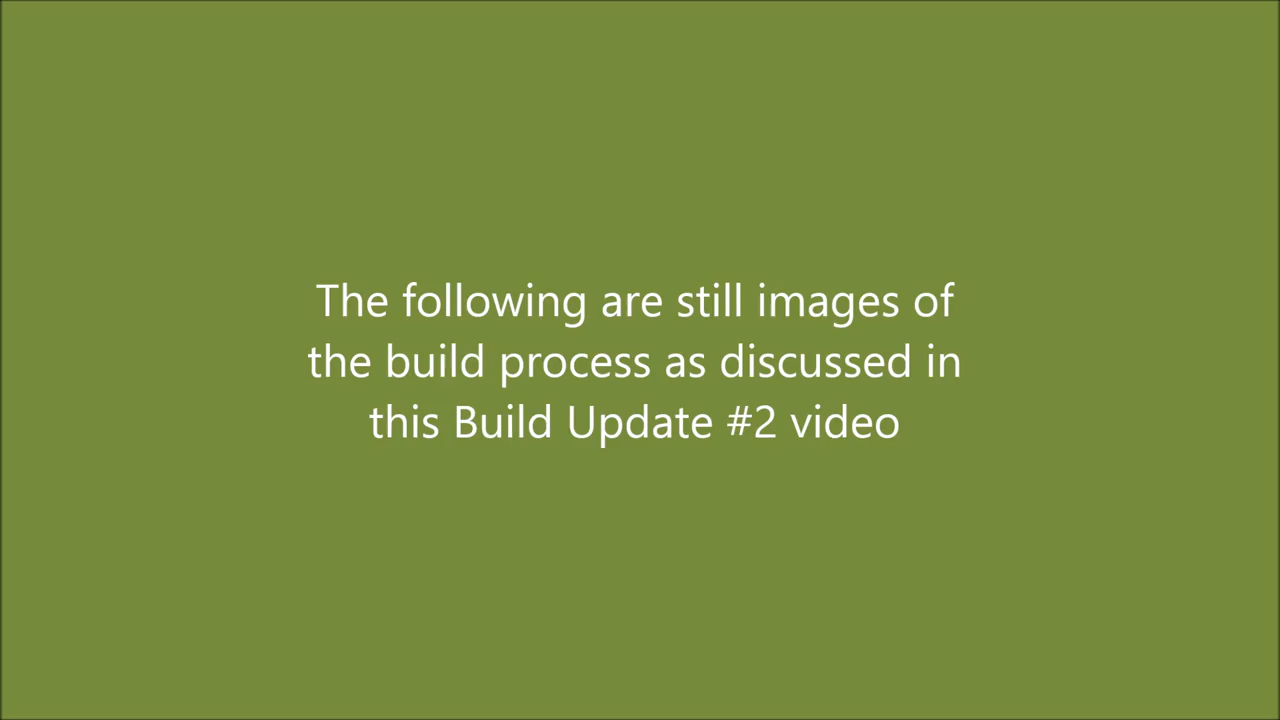 The following are still images of
the build process as discussed in
this Build Update #2 video